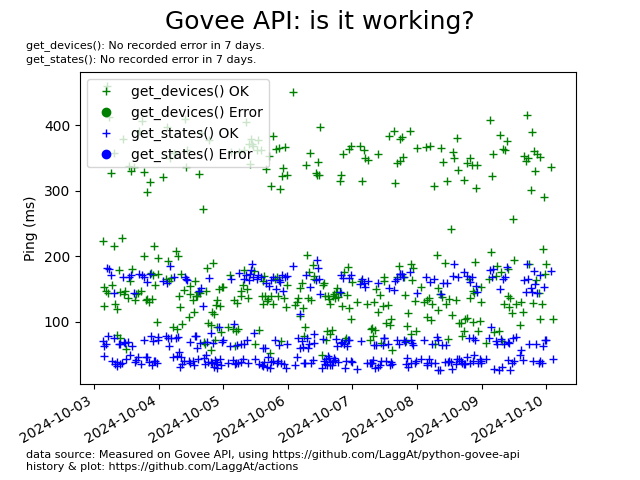 Govee API: is it working?
get_devices(): No recorded error in 7 days.
get_states(): No recorded error in 7 days.
get_devices() OK
get_devices() Error
get_states() OK
get_states() Error
Ping (ms)
400
300
200
100
2024-10-03
2024-10-04
2024-10-05
2024-10-06
2024-10-07
2024-10-08
2024-10-09
2024-10-10
data source: Measured on Govee API, using https://github.com/LaggAt/python-govee-api
history & plot: https://github.com/LaggAt/actions